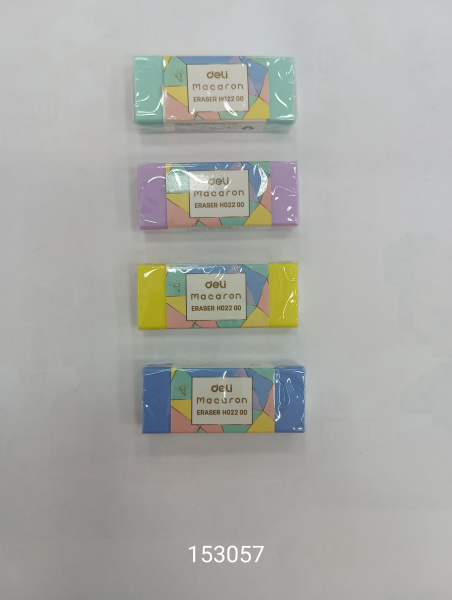 deli
Macaron
ERASER H022 00
deli
Macaron
ERASER H022 00
deli
Macaron
ERASER H022 00
deli
Macaron
ERASER H022 00
153057